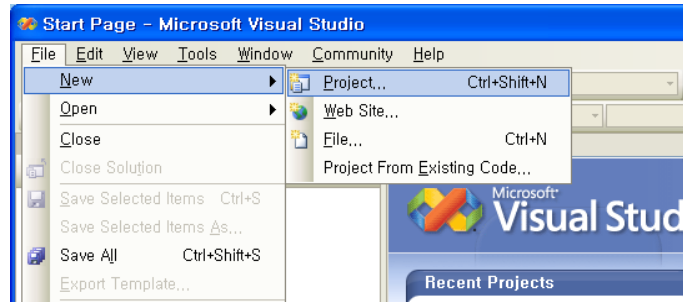 Start Page - Microsoft Visual Studio
File Edit View Tools Window Community Help
New
Project... Ctrl+Shift+N
Open
Web Site...
Close
File... Ctrl+N
Close Solution
Project From Existing Code...
Save Selected Items Ctrl+S
Save Selected Items As...
Save All Ctrl+Shift+S
Export Template...
Microsoft
Visual Stud
Recent Projects